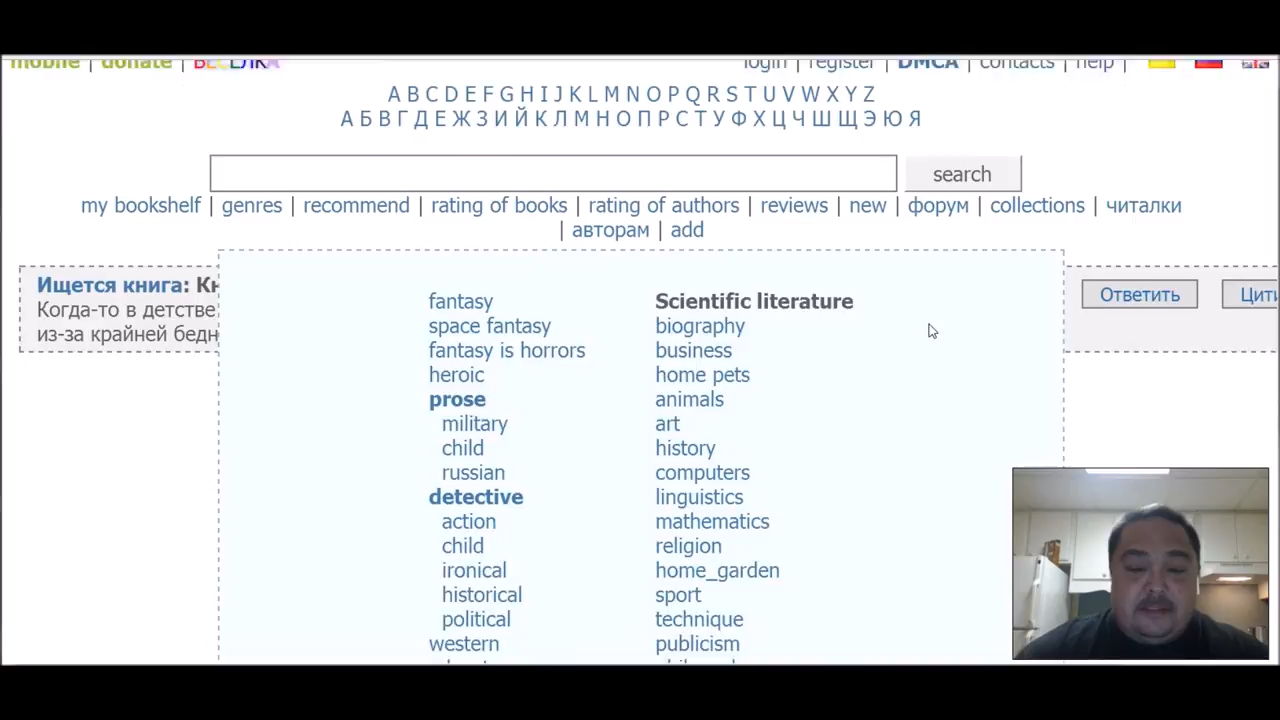 mobile | donate | ВЕСЕЛКА
login | register | DMCA | contacts | help |
A B C D E F G H I J K L M N O P Q R S T U V W X Y Z
А Б В Г Д Е Ж З И Й К Л М Н О П Р С Т У Ф Х Ц Ч Ш Щ Э Ю Я
search
my bookshelf | genres | recommend | rating of books | rating of authors | reviews | new | форум | collections | читалки
| авторам | add
Ищется книга: Кн
Когда-то в детстве
из-за крайней бедн
Ответить
Цити
fantasy
space fantasy
fantasy is horrors
heroic
prose
military
child
russian
detective
action
child
ironical
historical
political
western
Scientific literature
biography
business
home pets
animals
art
history
computers
linguistics
mathematics
religion
home_garden
sport
technique
publicism